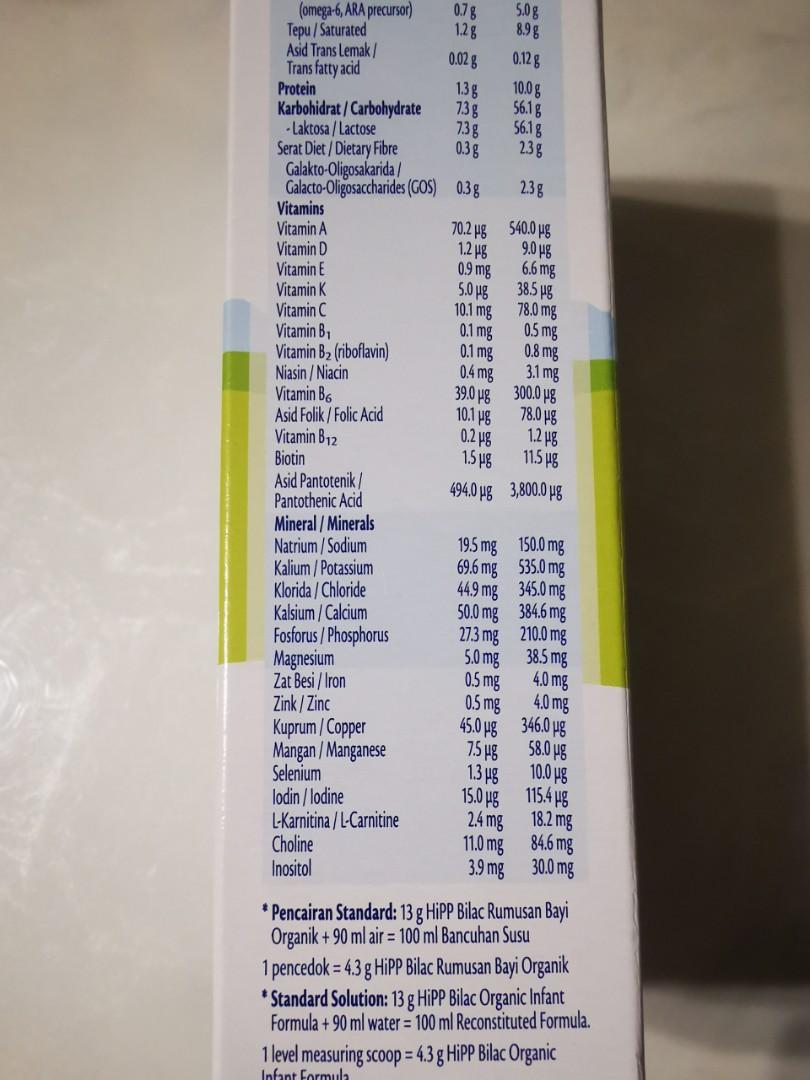 (omega-6, ARA precursor) 0.7 g 5.0 g
Tepu / Saturated 1.2 g 8.9 g
Asid Trans Lemak /
Trans fatty acid 0.02 g 0.12 g
Protein 1.3 g 10.0 g
Karbohidrat / Carbohydrate 7.3 g 56.1 g
- Laktosa / Lactose 7.3 g 56.1 g
Serat Diet / Dietary Fibre 0.3 g 2.3 g
Galakto-Oligosakarida /
Galacto-Oligosaccharides (GOS) 0.3 g 2.3 g
Vitamins
Vitamin A 70.2 µg 540.0 µg
Vitamin D 1.2 µg 9.0 µg
Vitamin E 0.9 mg 6.6 mg
Vitamin K 5.0 µg 38.5 µg
Vitamin C 10.1 mg 78.0 mg
Vitamin B1 0.1 mg 0.5 mg
Vitamin B2 (riboflavin) 0.1 mg 0.8 mg
Niasin / Niacin 0.4 mg 3.1 mg
Vitamin B6 39.0 µg 300.0 µg
Asid Folik / Folic Acid 10.1 µg 78.0 µg
Vitamin B12 0.2 µg 1.2 µg
Biotin 1.5 µg 11.5 µg
Asid Pantotenik /
Pantothenic Acid 494.0 µg 3,800.0 µg
Mineral / Minerals
Natrium / Sodium 19.5 mg 150.0 mg
Kalium / Potassium 69.6 mg 535.0 mg
Klorida / Chloride 44.9 mg 345.0 mg
Kalsium / Calcium 50.0 mg 384.6 mg
Fosforus / Phosphorus 27.3 mg 210.0 mg
Magnesium 5.0 mg 38.5 mg
Zat Besi / Iron 0.5 mg 4.0 mg
Zink / Zinc 0.5 mg 4.0 mg
Kuprum / Copper 45.0 µg 346.0 µg
Mangan / Manganese 7.5 µg 58.0 µg
Selenium 1.3 µg 10.0 µg
Iodin / Iodine 15.0 µg 115.4 µg
L-Karnitina / L-Carnitine 2.4 mg 18.2 mg
Choline 11.0 mg 84.6 mg
Inositol 3.9 mg 30.0 mg
* Pencairan Standard: 13 g HiPP Bilac Rumusan Bayi
Organik + 90 ml air = 100 ml Bancuhan Susu
1 pencedok = 4.3 g HiPP Bilac Rumusan Bayi Organik
* Standard Solution: 13 g HiPP Bilac Organic Infant
Formula + 90 ml water = 100 ml Reconstituted Formula.
1 level measuring scoop = 4.3 g HiPP Bilac Organic
Infant Formula